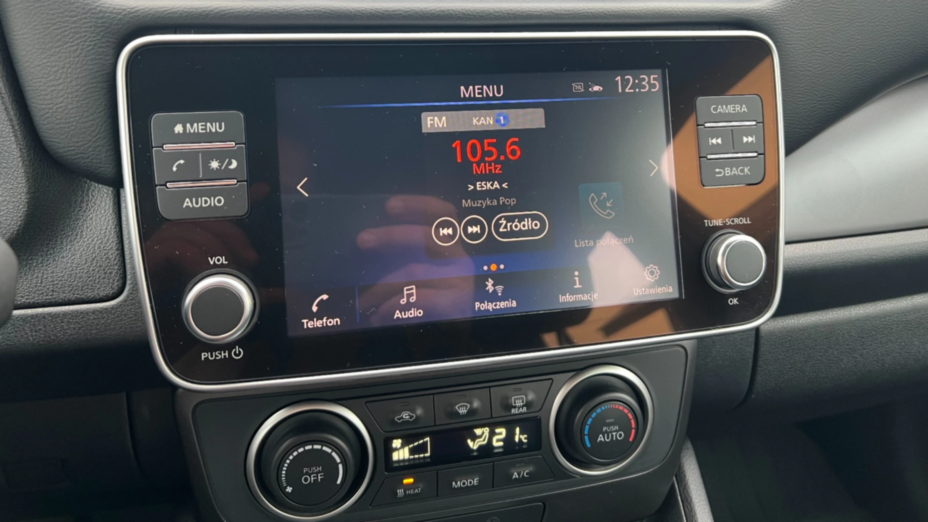 MENU
12:35
MENU
AUDIO
VOL
PUSH
FM KAN 1
105.6
MHz
> ESKA <
Muzyka Pop
Źródło
Lista połączeń
Telefon
Audio
Połączenia
Informacje
Ustawienia
CAMERA
BACK
TUNE·SCROLL
OK
REAR
PUSH
OFF
21°C
PUSH
AUTO
HEAT
MODE
A/C